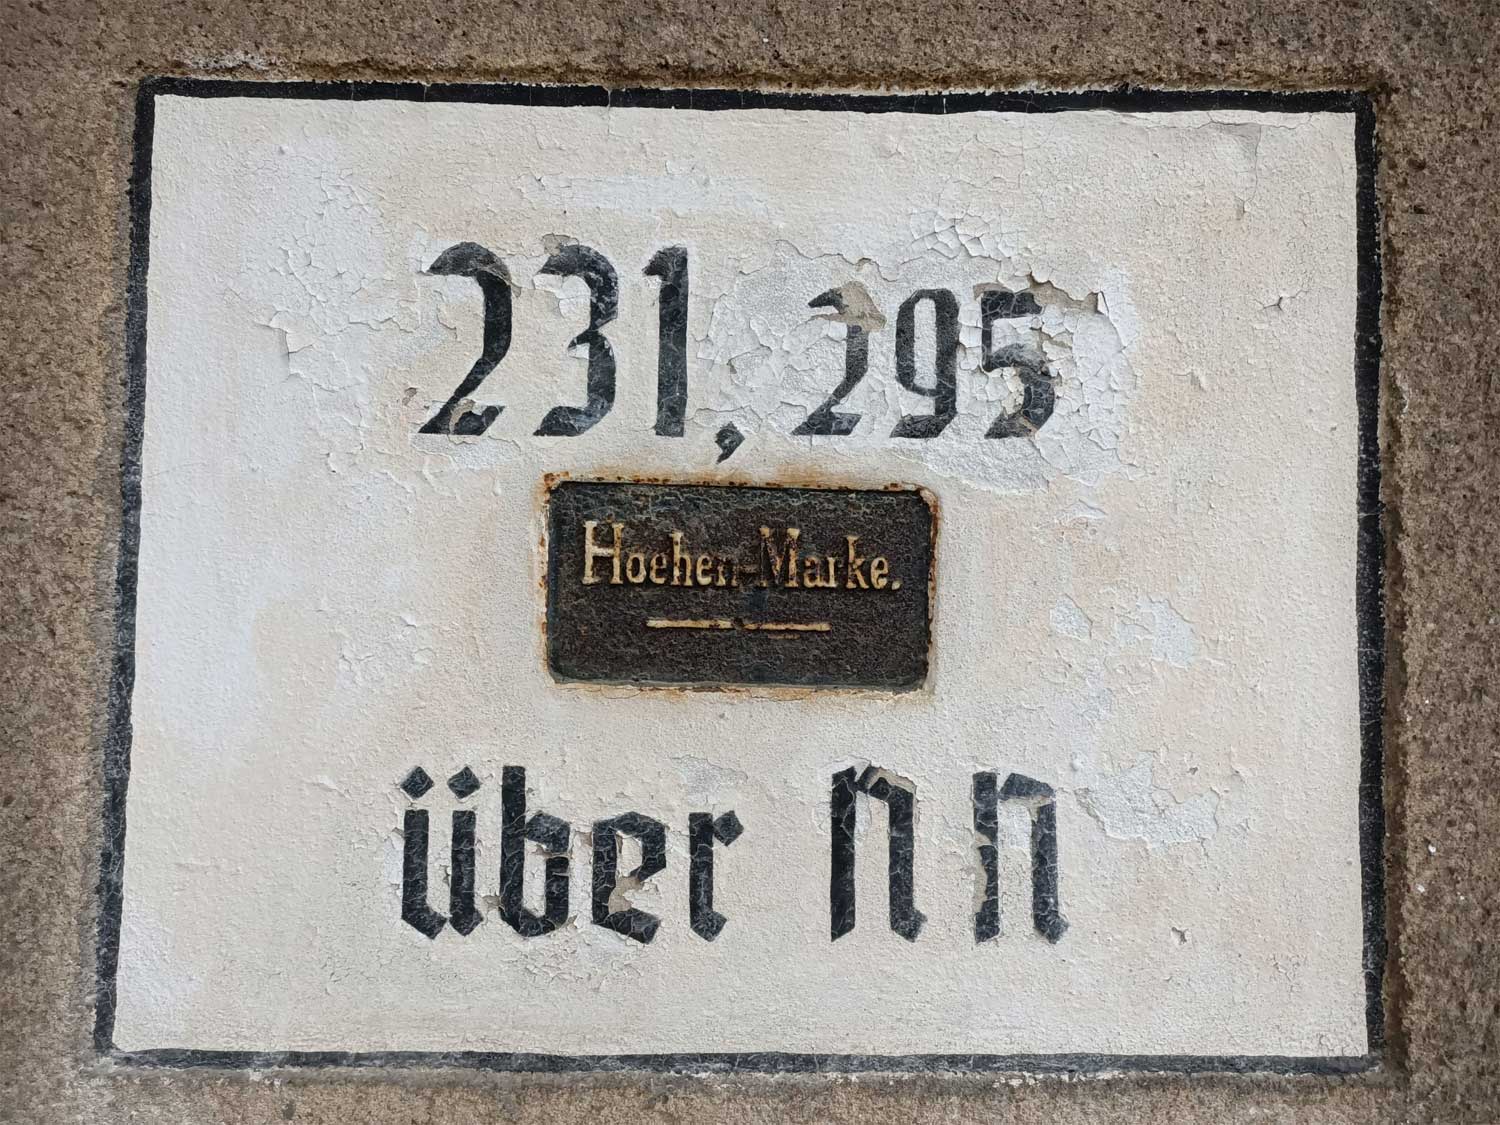 231,295
Hoehen-Marke.
über NN